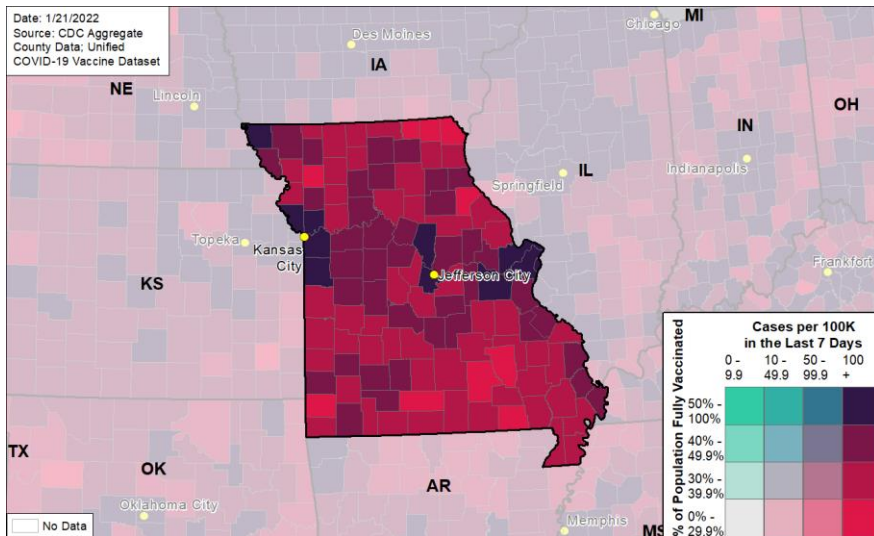 Date: 1/21/2022
Source: CDC Aggregate
County Data; Unified
COVID-19 Vaccine Dataset
Chicago
MI
Des Moines
IA
NE
Lincoln
OH
IN
Indianapolis
IL
Springfield
Topeka
Kansas
City
Jefferson City
Frankfort
KS
Cases per 100K
in the Last 7 Days
0 -
9.9
10 -
49.9
50 -
99.9
100
+
% of Population Fully Vaccinated
50% -
100%
40% -
49.9%
30% -
39.9%
0% -
29.9%
TX
OK
AR
Oklahoma City
Memphis
MS
No Data